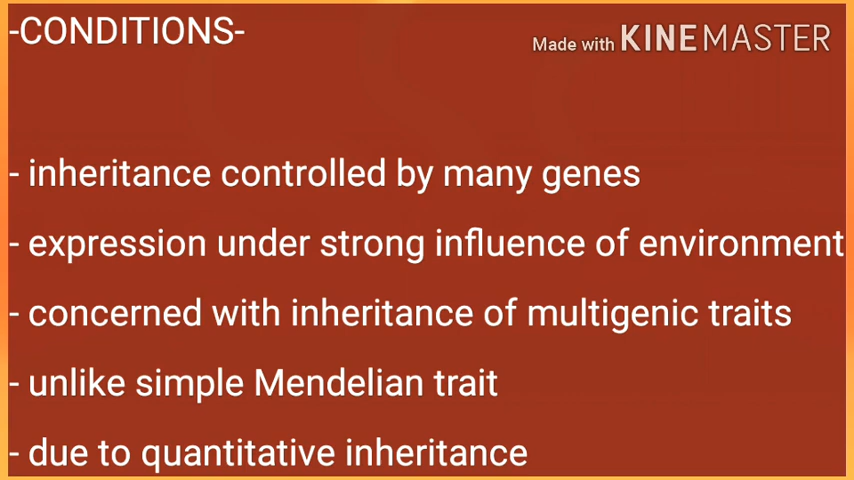 -CONDITIONS-
Made with KINEMASTER
- inheritance controlled by many genes
- expression under strong influence of environment
- concerned with inheritance of multigenic traits
- unlike simple Mendelian trait
- due to quantitative inheritance